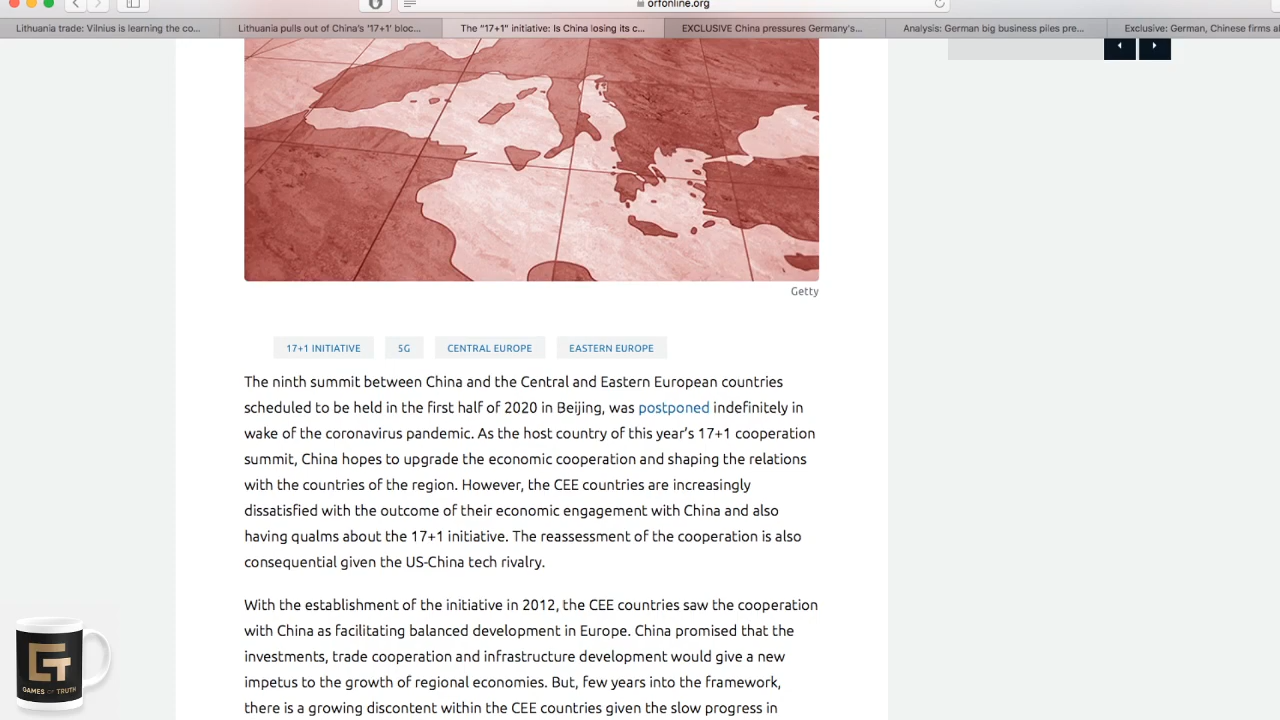 orfonline.org
Lithuania trade: Vilnius is learning the co...
Lithuania pulls out of China's '17+1' bloc...
The “17+1” initiative: Is China losing its c...
EXCLUSIVE China pressures Germany's...
Analysis: German big business piles pre...
Exclusive: German, Chinese firms al
Getty
17+1 INITIATIVE
5G
CENTRAL EUROPE
EASTERN EUROPE
The ninth summit between China and the Central and Eastern European countries
scheduled to be held in the first half of 2020 in Beijing, was postponed indefinitely in
wake of the coronavirus pandemic. As the host country of this year’s 17+1 cooperation
summit, China hopes to upgrade the economic cooperation and shaping the relations
with the countries of the region. However, the CEE countries are increasingly
dissatisfied with the outcome of their economic engagement with China and also
having qualms about the 17+1 initiative. The reassessment of the cooperation is also
consequential given the US-China tech rivalry.
With the establishment of the initiative in 2012, the CEE countries saw the cooperation
with China as facilitating balanced development in Europe. China promised that the
investments, trade cooperation and infrastructure development would give a new
impetus to the growth of regional economies. But, few years into the framework,
there is a growing discontent within the CEE countries given the slow progress in
GT
GAMES OF TRUTH